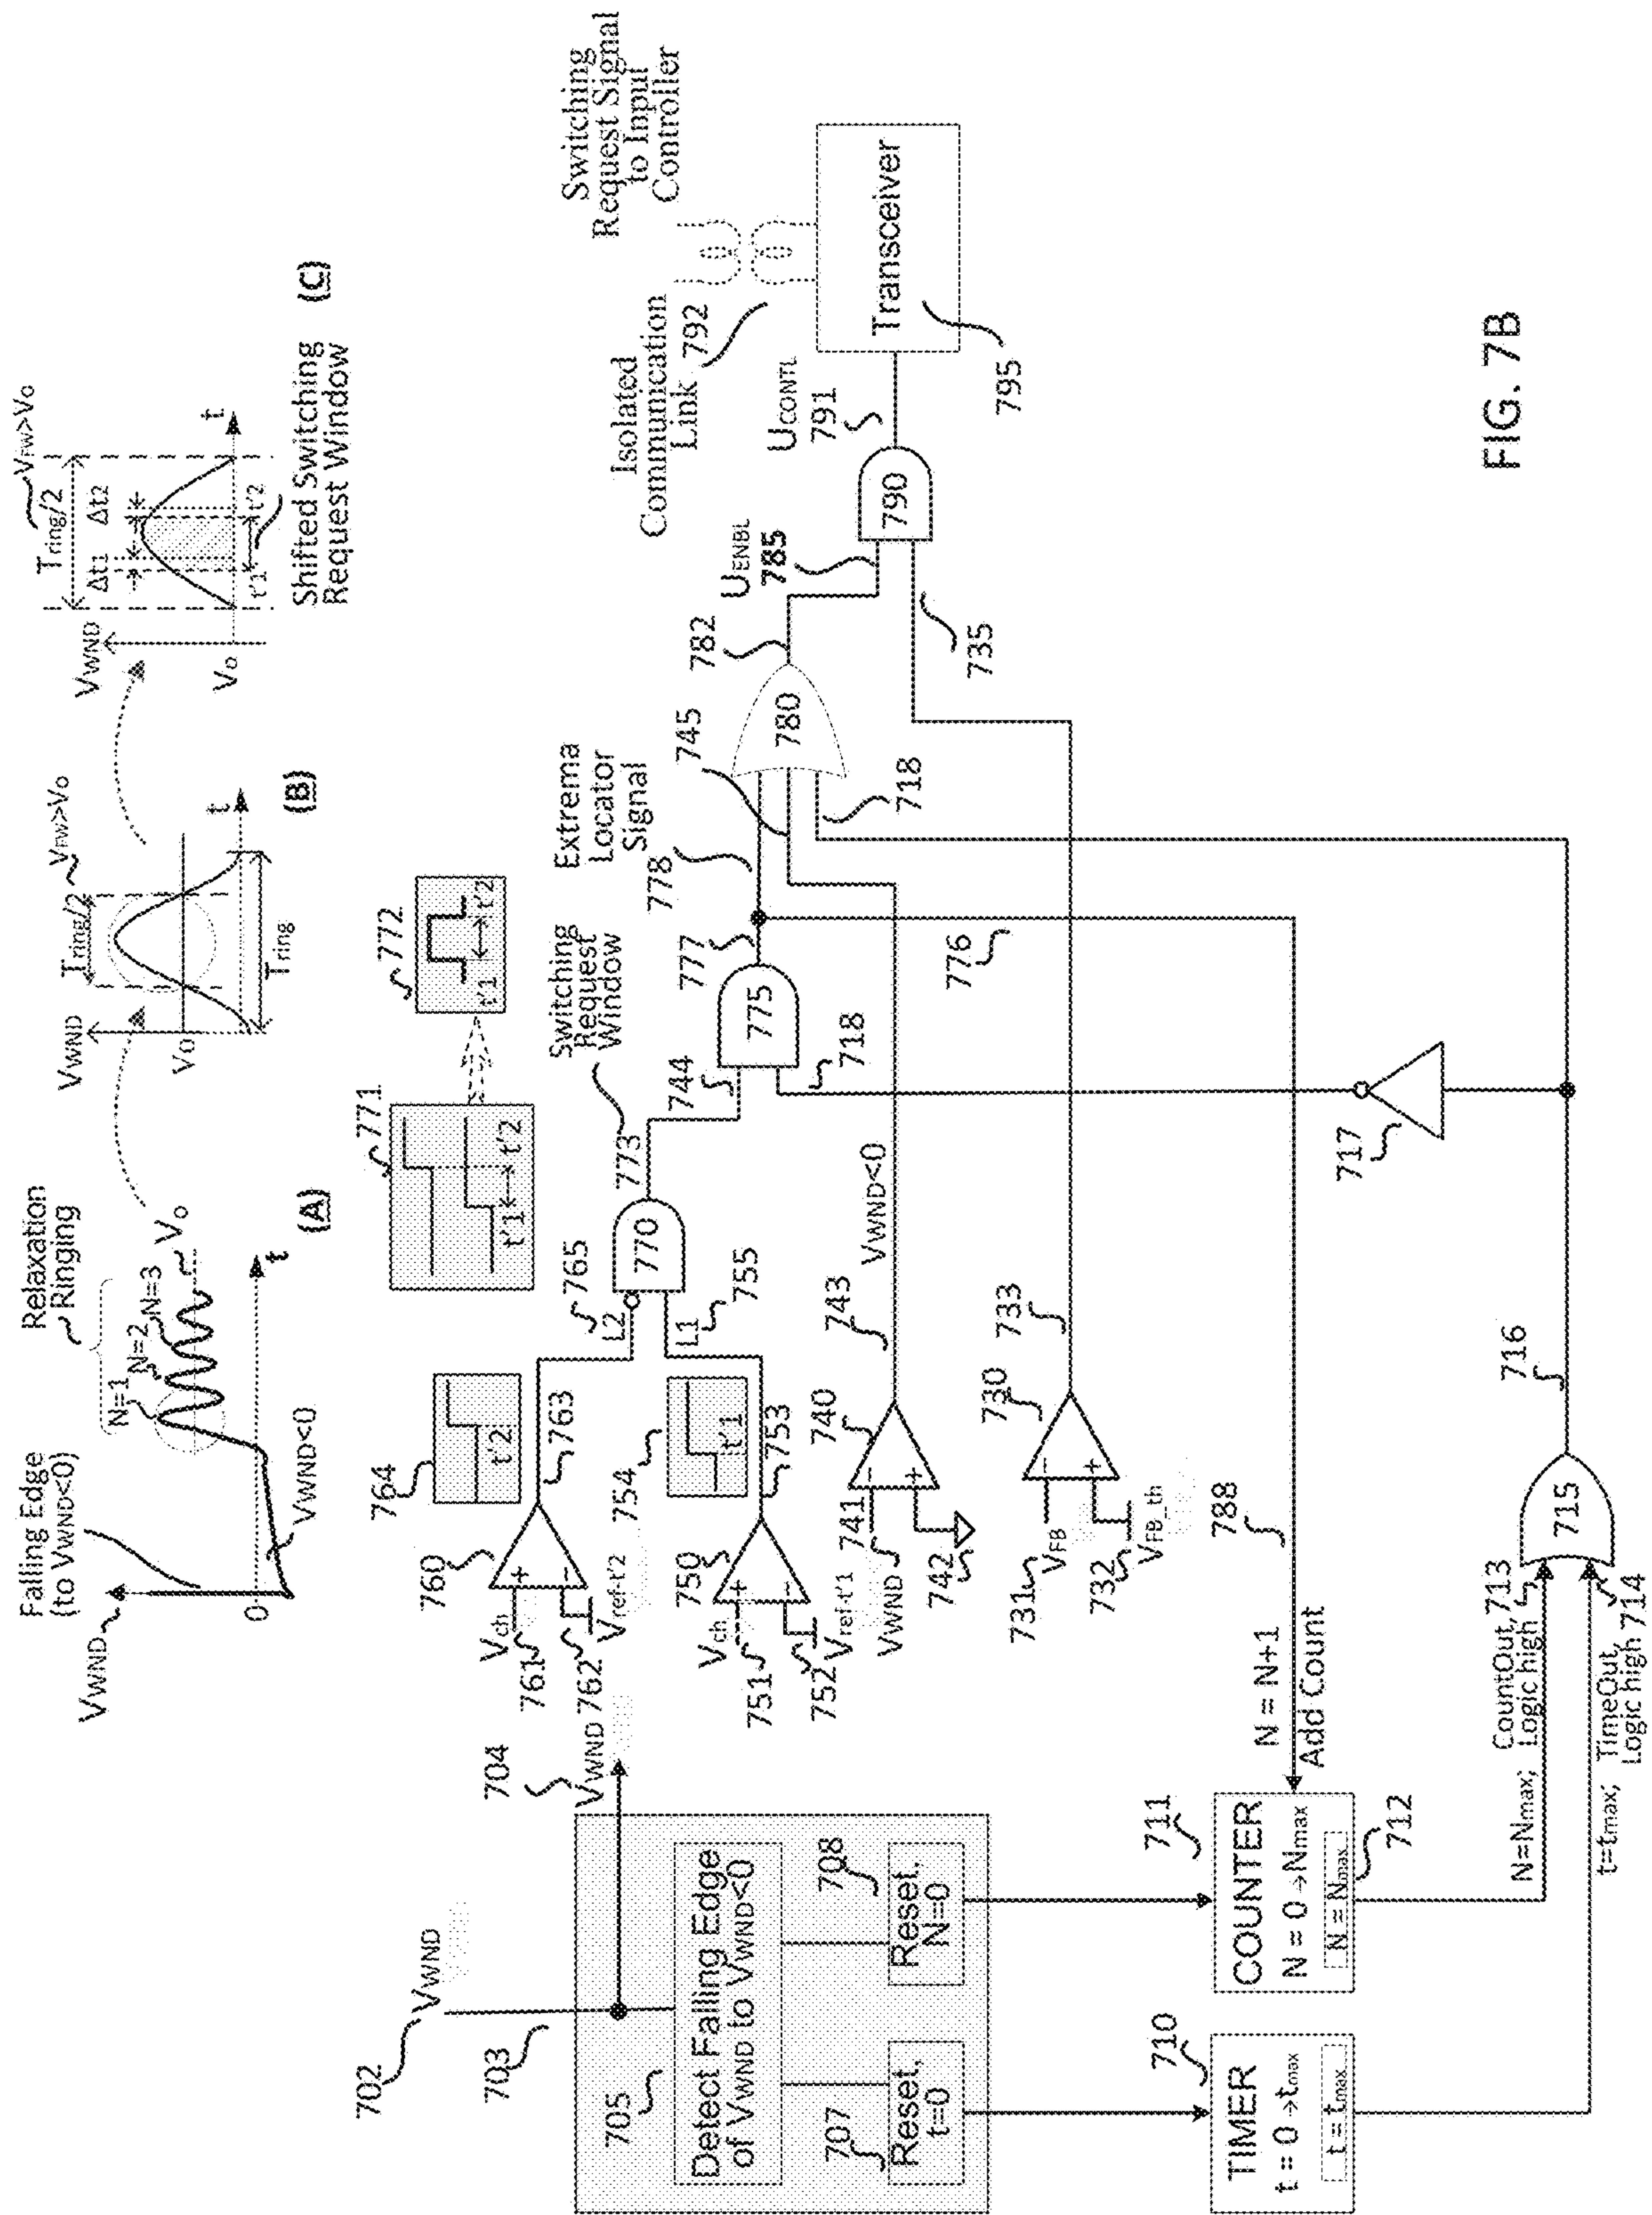 Falling Edge
(to VWND<0)
VWND
0
VWND<0
t
Relaxation
Ringing
N=1
N=2
N=3
Vo
(A)
VWND
Vo
Tring/2
VFW>Vo
t
Tring
(B)
VWND
Vo
Tring/2
VFW>Vo
Δt1
Δt2
t
t'1
t'2
Shifted Switching
Request Window
(C)
702
VWND
703
704
VWND
705
Detect Falling Edge
of VWND to VWND<0
707
Reset,
t=0
708
Reset,
N=0
710
TIMER
t = 0→tmax
t = tmax
711
COUNTER
N = 0→Nmax
N = Nmax
712
N = N+1
Add Count
788
N=Nmax;
CountOut,
Logic high
713
t=tmax;
TimeOut,
Logic high
714
715
716
717
718
760
Vch
761
762
Vref-t'2
+
-
764
t'2
763
765
L2
750
Vch
751
752
Vref-t'1
+
-
754
t'1
753
755
L1
740
741
VWND
742
-
+
743
VWND<0
730
731
VFB
732
VFB_th
-
+
733
770
771
t'1
t'2
772
t'1
t'2
773
Switching
Request
Window
744
775
718
777
776
778
Extrema
Locator
Signal
745
780
782
735
UENBL
785
790
UCONTL
791
Isolated
Communication
Link
792
Transceiver
795
Switching
Request Signal
to Input
Controller
FIG. 7B